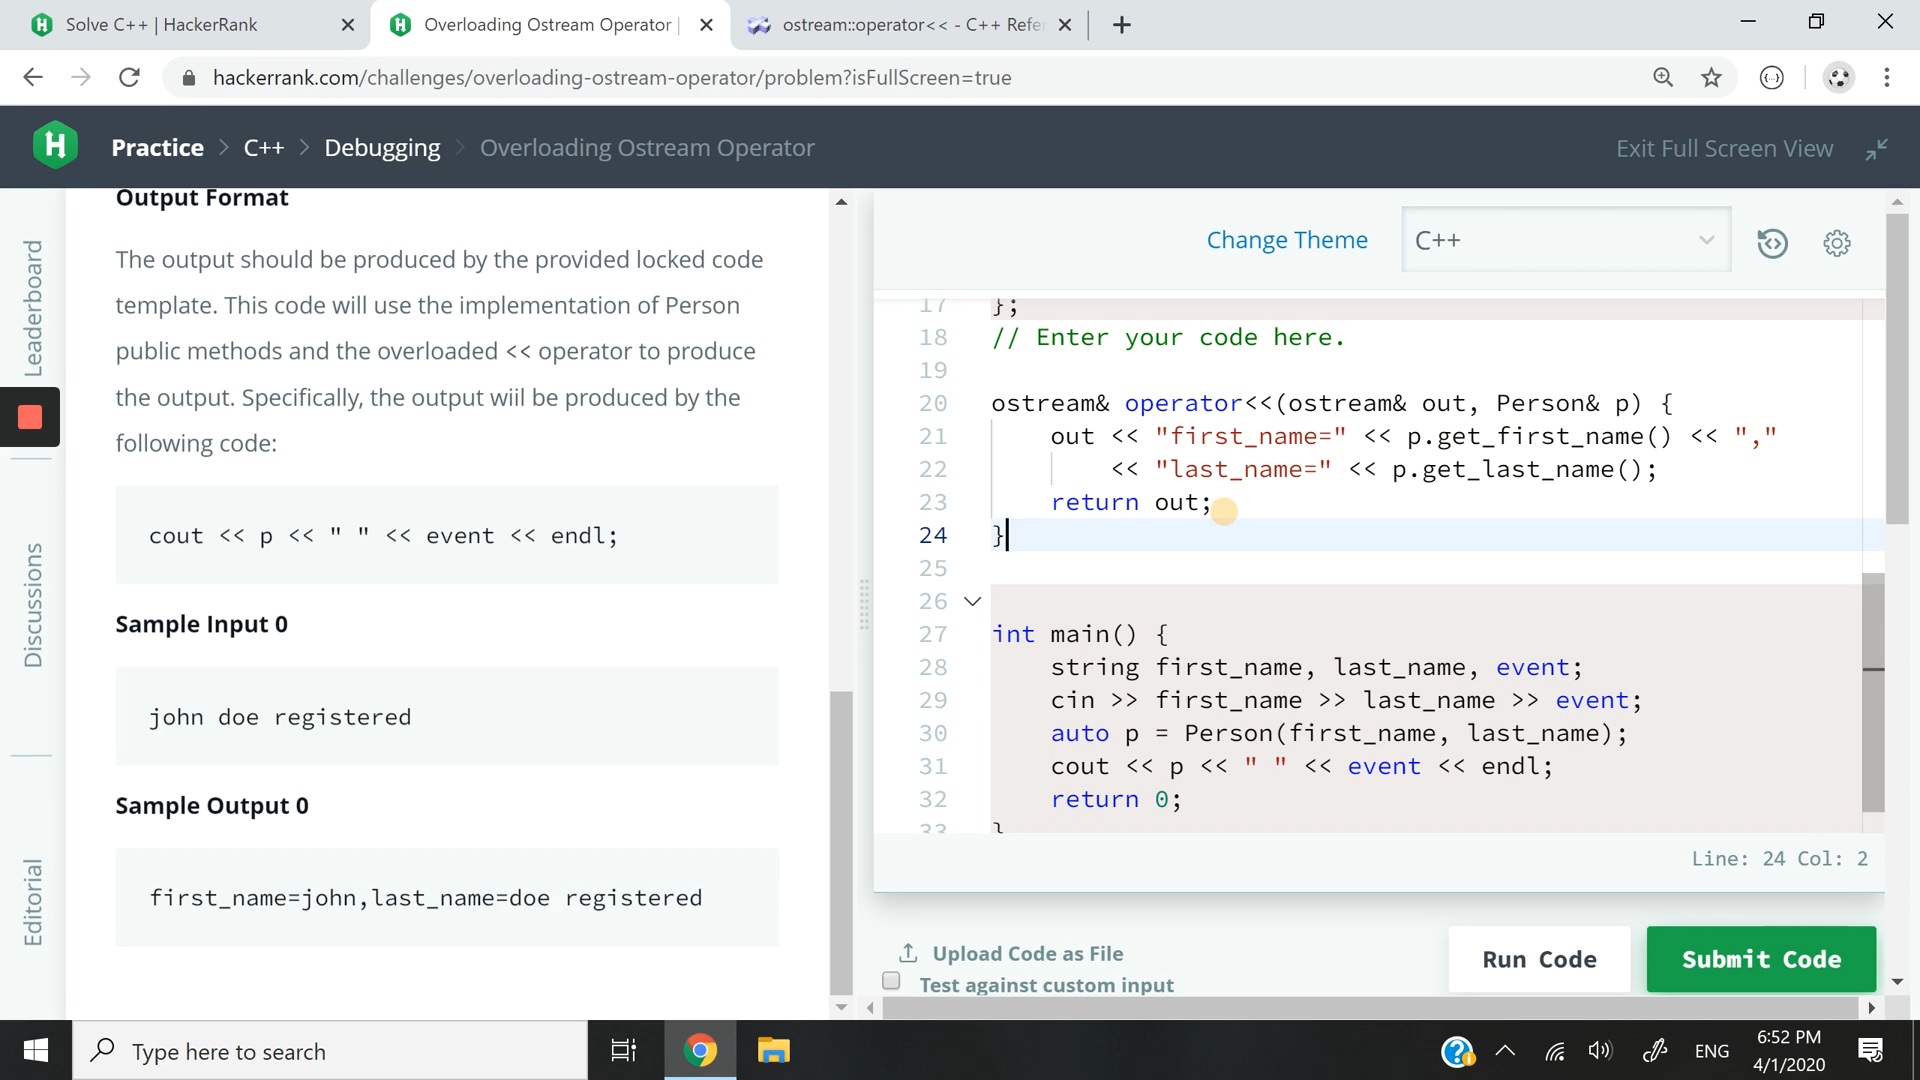 Solve C++ | HackerRank
Overloading Ostream Operator |
ostream::operator<< - C++ Refer
hackerrank.com/challenges/overloading-ostream-operator/problem?isFullScreen=true
Practice > C++ > Debugging > Overloading Ostream Operator
Exit Full Screen View
Leaderboard
Discussions
Editorial
Output Format
The output should be produced by the provided locked code
template. This code will use the implementation of Person
public methods and the overloaded << operator to produce
the output. Specifically, the output wiil be produced by the
following code:
cout << p << " " << event << endl;
Sample Input 0
john doe registered
Sample Output 0
first_name=john,last_name=doe registered
Change Theme
C++
17 };
18 // Enter your code here.
19
20 ostream& operator<<(ostream& out, Person& p) {
21 out << "first_name=" << p.get_first_name() << ","
22 << "last_name=" << p.get_last_name();
23 return out;
24 }
25
26
27 int main() {
28 string first_name, last_name, event;
29 cin >> first_name >> last_name >> event;
30 auto p = Person(first_name, last_name);
31 cout << p << " " << event << endl;
32 return 0;
33 }
Line: 24 Col: 2
Upload Code as File
Test against custom input
Run Code
Submit Code
Type here to search
ENG
6:52 PM
4/1/2020